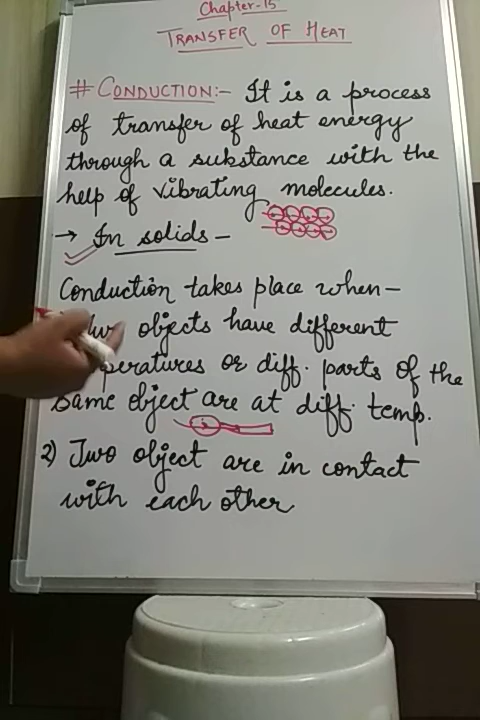 Chapter-15
TRANSFER OF HEAT
# CONDUCTION:- It is a process
of transfer of heat energy
through a substance with the
help of vibrating molecules.
→ In solids -
Conduction takes place when -
objects have different
peratures or diff. parts of the
same object are at diff. temp.
2) Two object are in contact
with each other